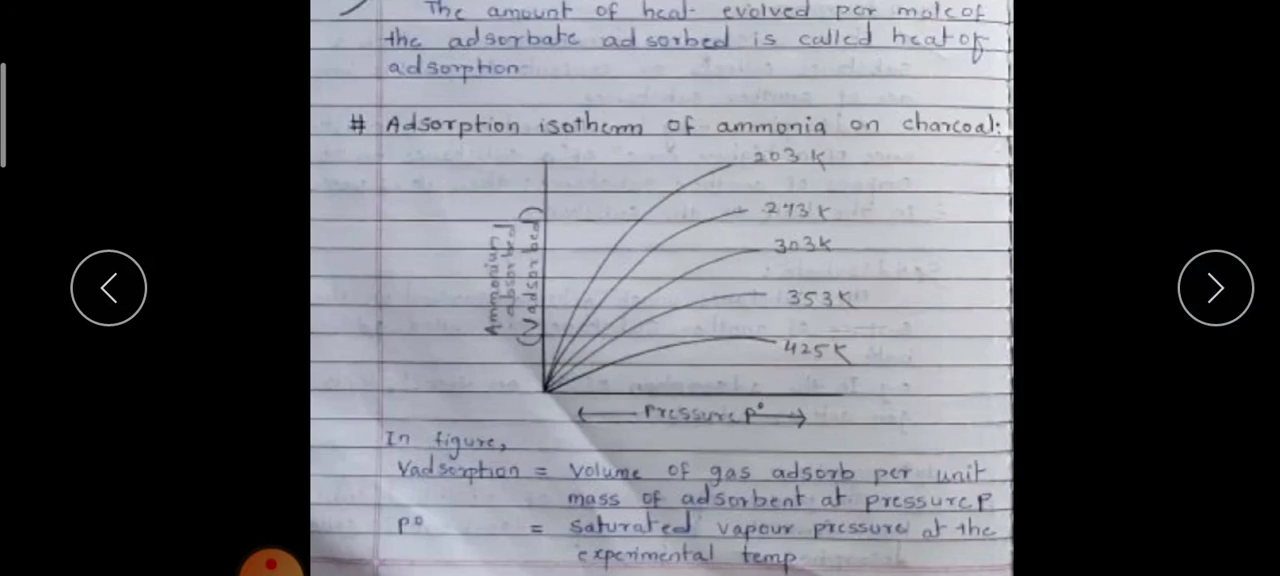 The amount of heat evolved per mole of
the adsorbate adsorbed is called heat of
adsorption
# Adsorption isotherm of ammonia on charcoal:
203 K
273 K
303 K
353 K
425 K
Ammonium
absorbed
(Vadsorbed)
Pressure p°
In figure,
Vadsorption = Volume of gas adsorb per unit
mass of adsorbent at pressure P
p° = saturated vapour pressure at the
experimental temp